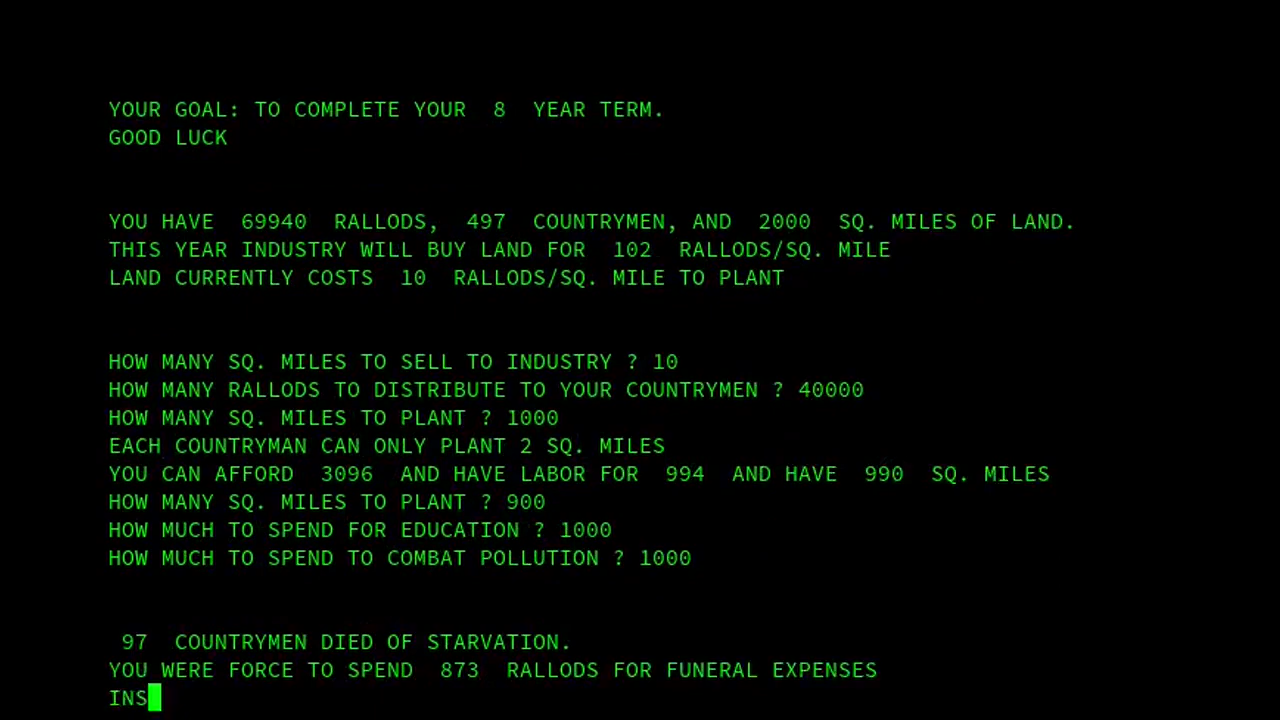 YOUR GOAL: TO COMPLETE YOUR  8  YEAR TERM.
GOOD LUCK
YOU HAVE  69940  RALLODS,  497  COUNTRYMEN, AND  2000  SQ. MILES OF LAND.
THIS YEAR INDUSTRY WILL BUY LAND FOR  102  RALLODS/SQ. MILE
LAND CURRENTLY COSTS  10  RALLODS/SQ. MILE TO PLANT
HOW MANY SQ. MILES TO SELL TO INDUSTRY ? 10
HOW MANY RALLODS TO DISTRIBUTE TO YOUR COUNTRYMEN ? 40000
HOW MANY SQ. MILES TO PLANT ? 1000
EACH COUNTRYMAN CAN ONLY PLANT 2 SQ. MILES
YOU CAN AFFORD  3096  AND HAVE LABOR FOR  994  AND HAVE  990  SQ. MILES
HOW MANY SQ. MILES TO PLANT ? 900
HOW MUCH TO SPEND FOR EDUCATION ? 1000
HOW MUCH TO SPEND TO COMBAT POLLUTION ? 1000
97  COUNTRYMEN DIED OF STARVATION.
YOU WERE FORCE TO SPEND  873  RALLODS FOR FUNERAL EXPENSES
INS